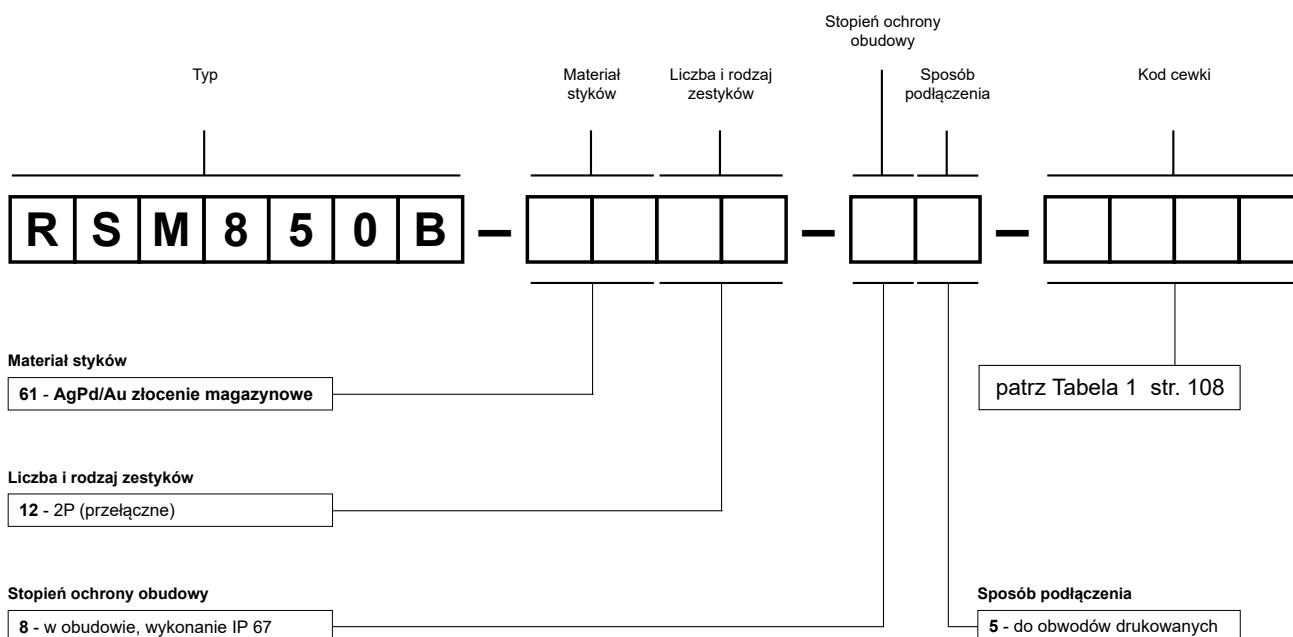 Stopień ochrony
obudowy
Typ
Materiał
styków
Liczba i rodzaj
zestyków
Sposób
podłączenia
Kod cewki
R S M 8 5 0 B – – –
Materiał styków
61 - AgPd/Au złocenie magazynowe
patrz Tabela 1 str. 108
Liczba i rodzaj zestyków
12 - 2P (przełączne)
Stopień ochrony obudowy
8 - w obudowie, wykonanie IP 67
Sposób podłączenia
5 - do obwodów drukowanych